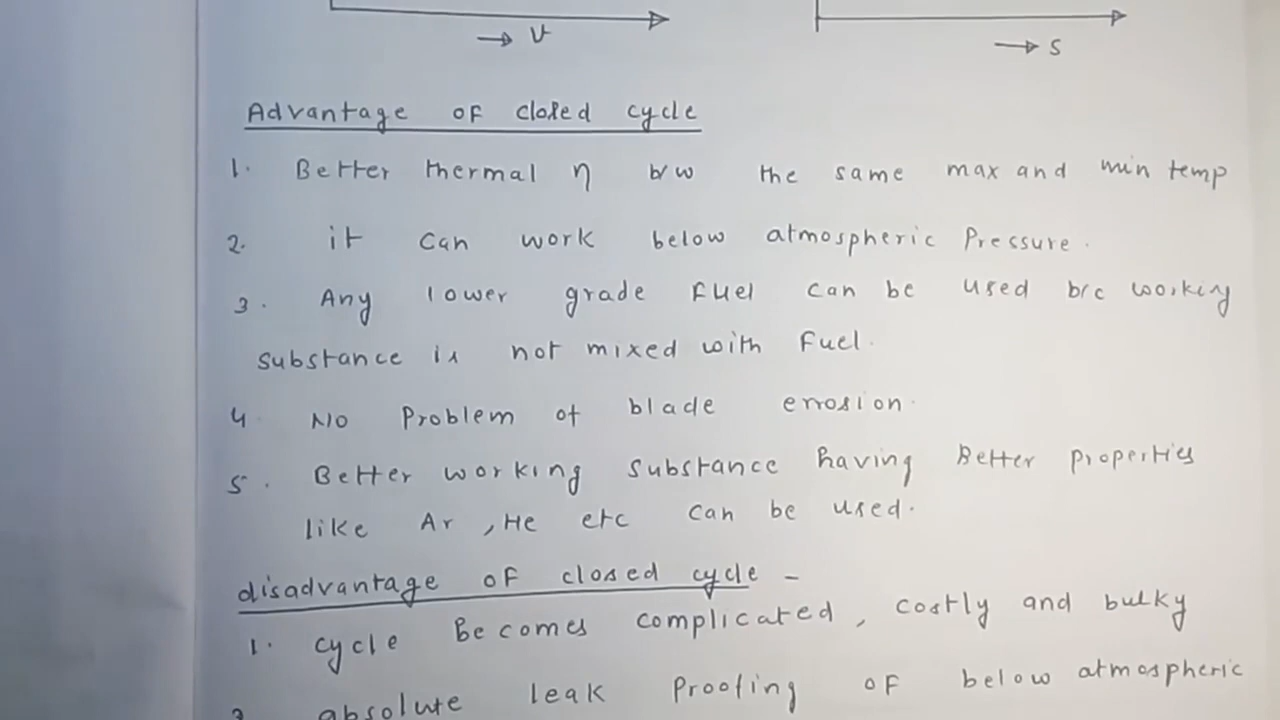 → V
→ S
Advantage OF closed cycle
1. Better thermal η b/w the same max and min temp
2. it can work below atmospheric Pressure.
3. Any lower grade Fuel can be used b/c working
substance is not mixed with Fuel.
4. No Problem of blade errosion.
5. Better working substance having Better properties
like Ar, He etc can be used.
disadvantage OF closed cycle -
1. cycle Becomes complicated, costly and bulky
absolute leak Proofing OF below atmospheric